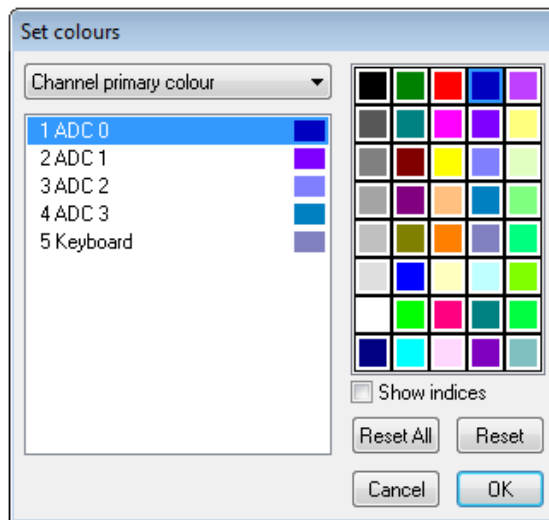 Set colours
Channel primary colour
1 ADC 0
2 ADC 1
3 ADC 2
4 ADC 3
5 Keyboard
Show indices
Reset All Reset
Cancel OK